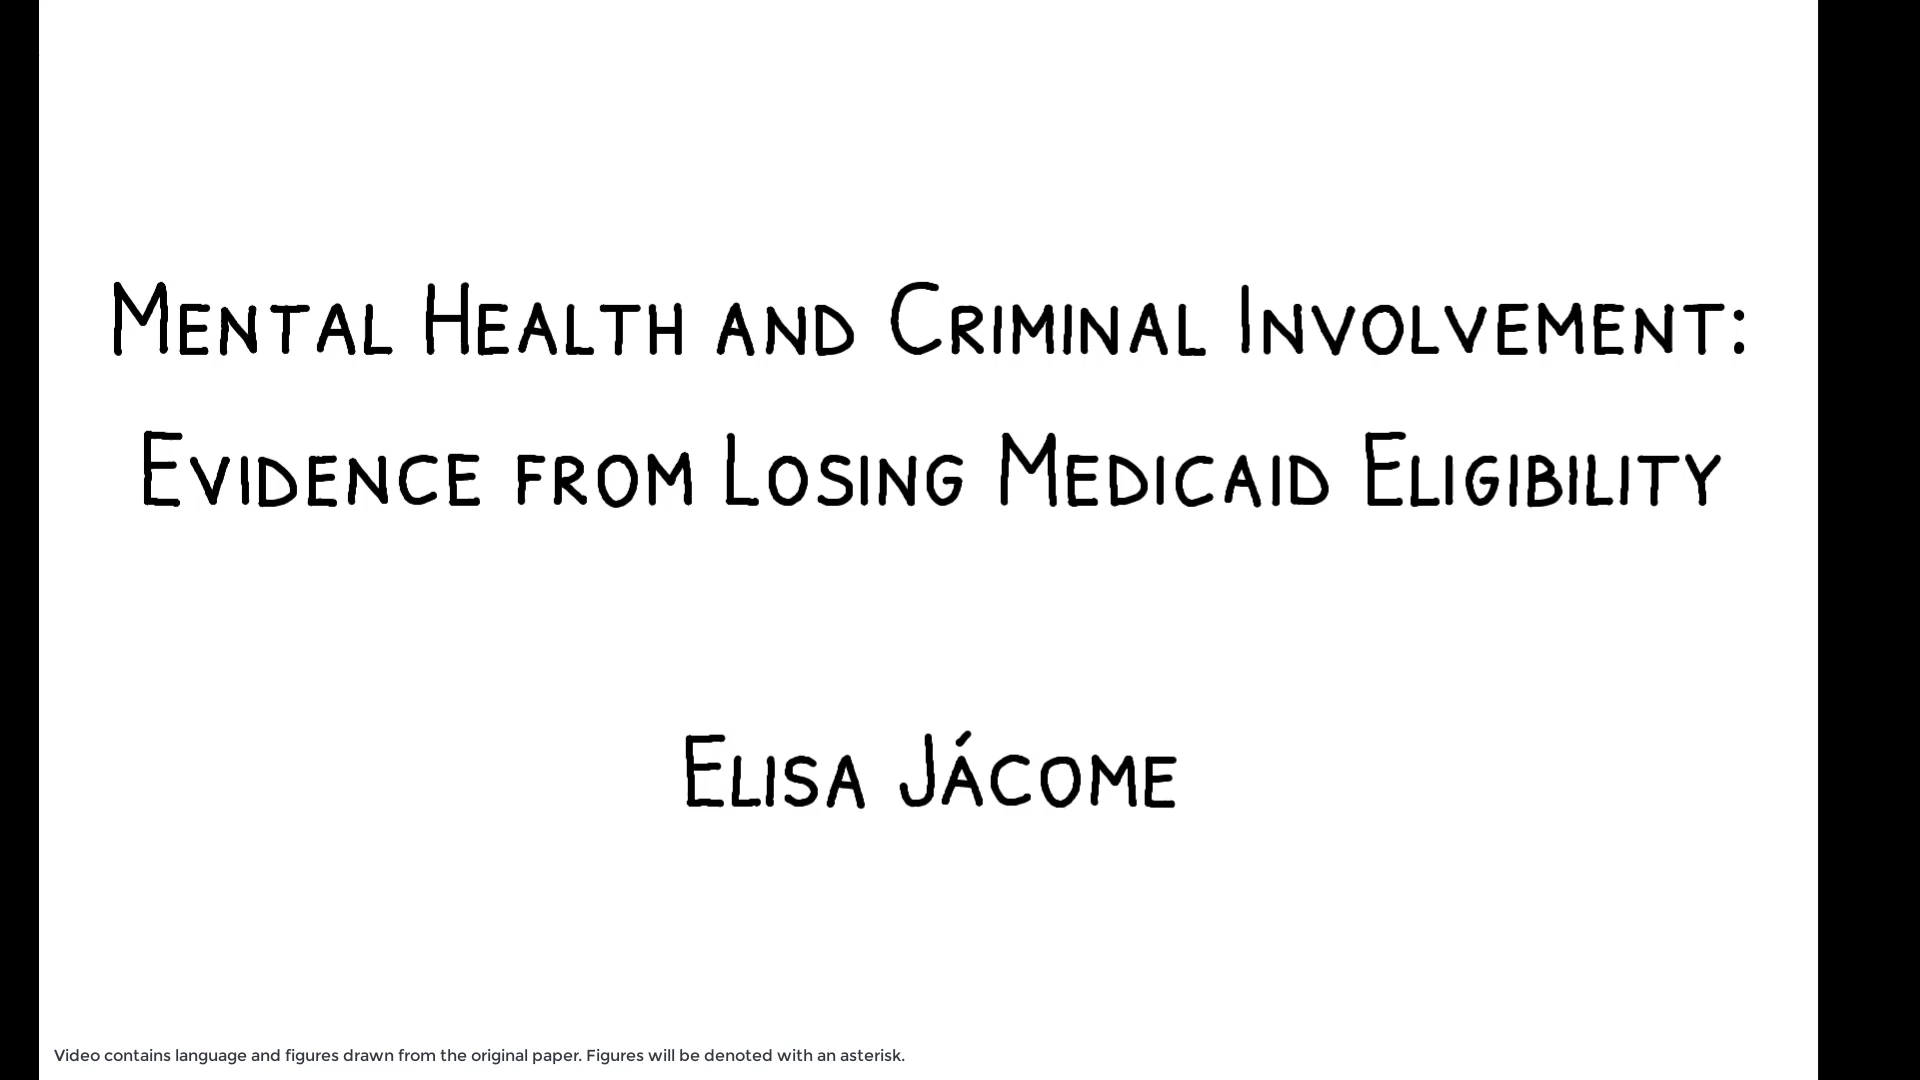 Mental Health and Criminal Involvement:
Evidence from Losing Medicaid Eligibility
Elisa Jácome
Video contains language and figures drawn from the original paper. Figures will be denoted with an asterisk.